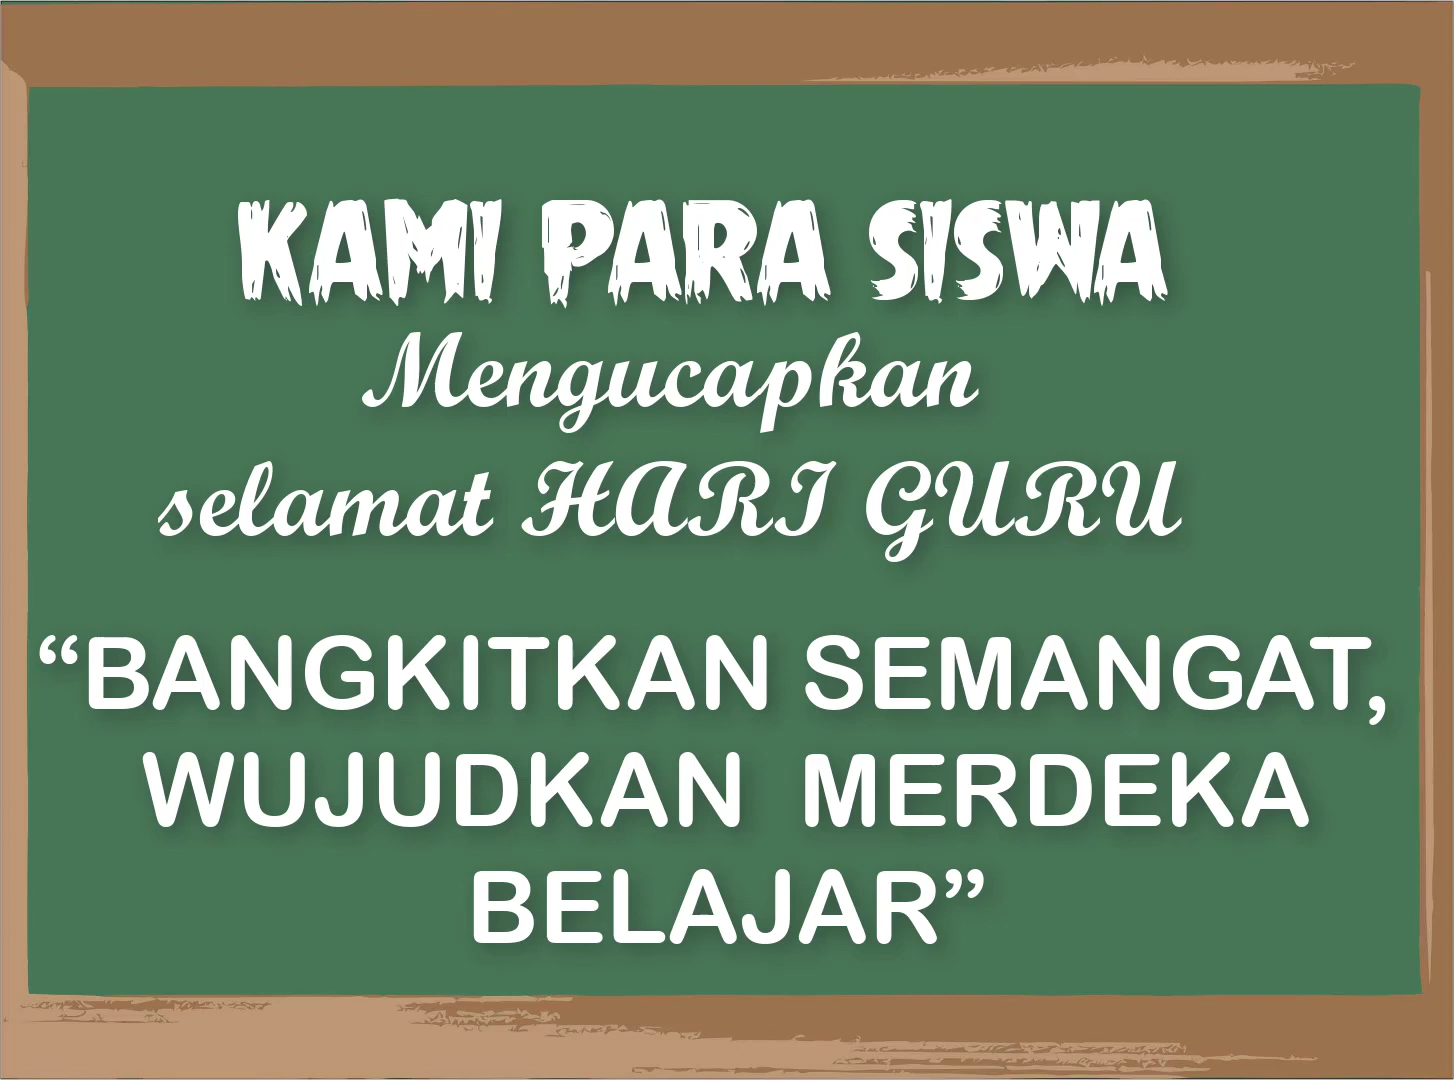 KAMI PARA SISWA
Mengucapkan
selamat HARI GURU
“BANGKITKAN SEMANGAT,
WUJUDKAN MERDEKA
BELAJAR”